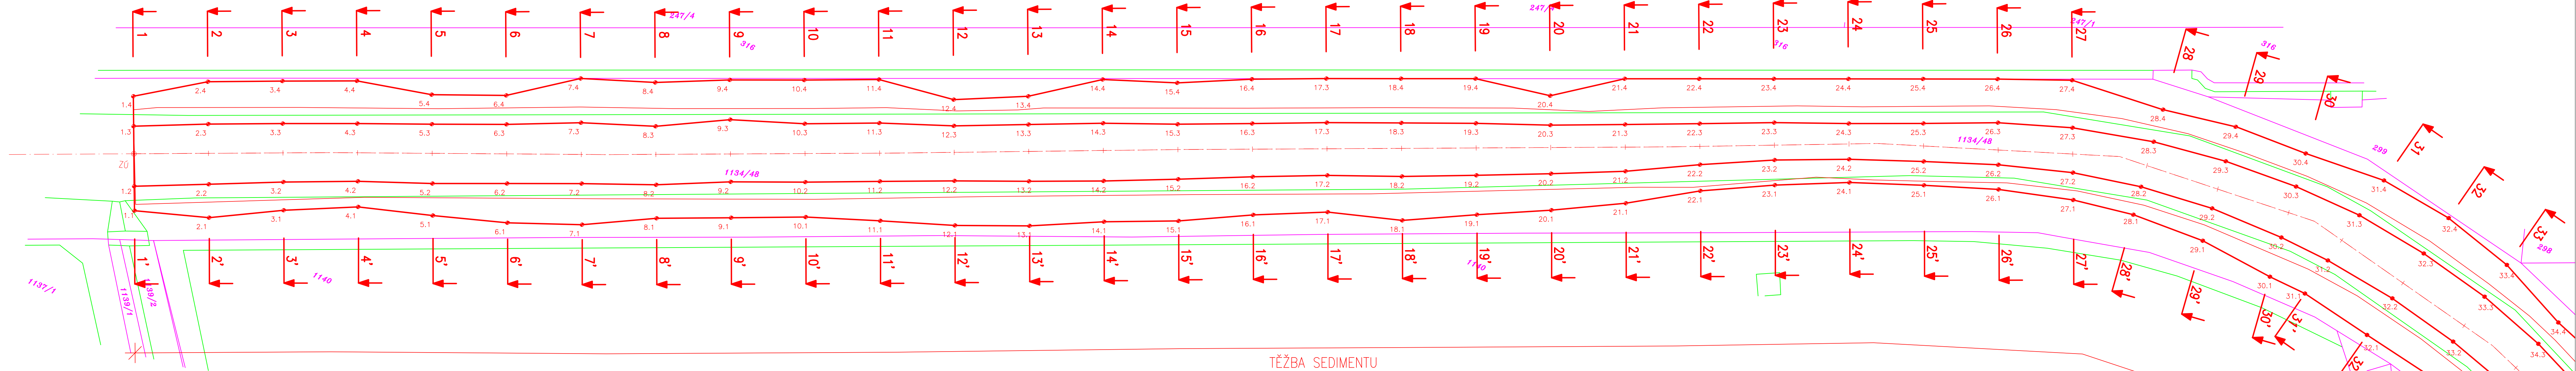 1 2 3 4 5 6 7 8 9 10 11 12 13 14 15 16 17 18 19 20 21 22 23 24 25 26 27 28 29 30 31 32 33
247/4 247/4 247/1
316 316 316
1.4 2.4 3.4 4.4 5.4 6.4 7.4 8.4 9.4 10.4 11.4 12.4 13.4 14.4 15.4 16.4 17.3 18.4 19.4 20.4 21.4 22.4 23.4 24.4 25.4 26.4 27.4 28.4 29.4 30.4 31.4 32.4 33.4 34.4
299
298
1.3 2.3 3.3 4.3 5.3 6.3 7.3 8.3 9.3 10.3 11.3 12.3 13.3 14.3 15.3 16.3 17.3 18.3 19.3 20.3 21.3 22.3 23.3 24.3 25.3 26.3 27.3 28.3 29.3 30.3 31.3 32.3 33.3 34.3
ZÚ
1134/48 1134/48
1.2 2.2 3.2 4.2 5.2 6.2 7.2 8.2 9.2 10.2 11.2 12.2 13.2 14.2 15.2 16.2 17.2 18.2 19.2 20.2 21.2 22.2 23.2 24.2 25.2 26.2 27.2 28.2 29.2 30.2 31.2 32.2 33.2
1.1 2.1 3.1 4.1 5.1 6.1 7.1 8.1 9.1 10.1 11.1 12.1 13.1 14.1 15.1 16.1 17.1 18.1 19.1 20.1 21.1 22.1 23.1 24.1 25.1 26.1 27.1 28.1 29.1 30.1 31.1 32.1
1' 2' 3' 4' 5' 6' 7' 8' 9' 10' 11' 12' 13' 14' 15' 16' 17' 18' 19' 20' 21' 22' 23' 24' 25' 26' 27' 28' 29' 30' 31' 32'
1137/1 1139/1 1139/2 1140 1140
TĚŽBA SEDIMENTU